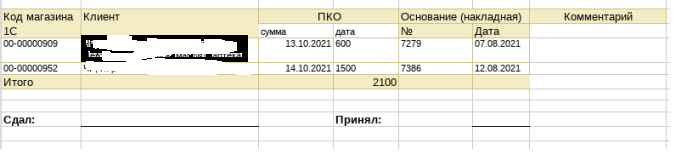 Код магазина Клиент ПКО Основание (накладная) Комментарий
1С сумма дата № Дата
00-00000909 13.10.2021 600 7279 07.08.2021
00-00000952 14.10.2021 1500 7386 12.08.2021
Итого 2100
Сдал: Принял: